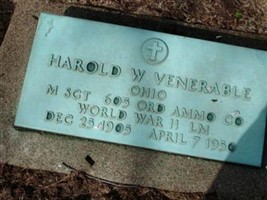 HAROLD W VENERABLE
OHIO
M SGT 605 ORD AMMO CO
WORLD WAR II LM
DEC 25 1905 APRIL 7 1956